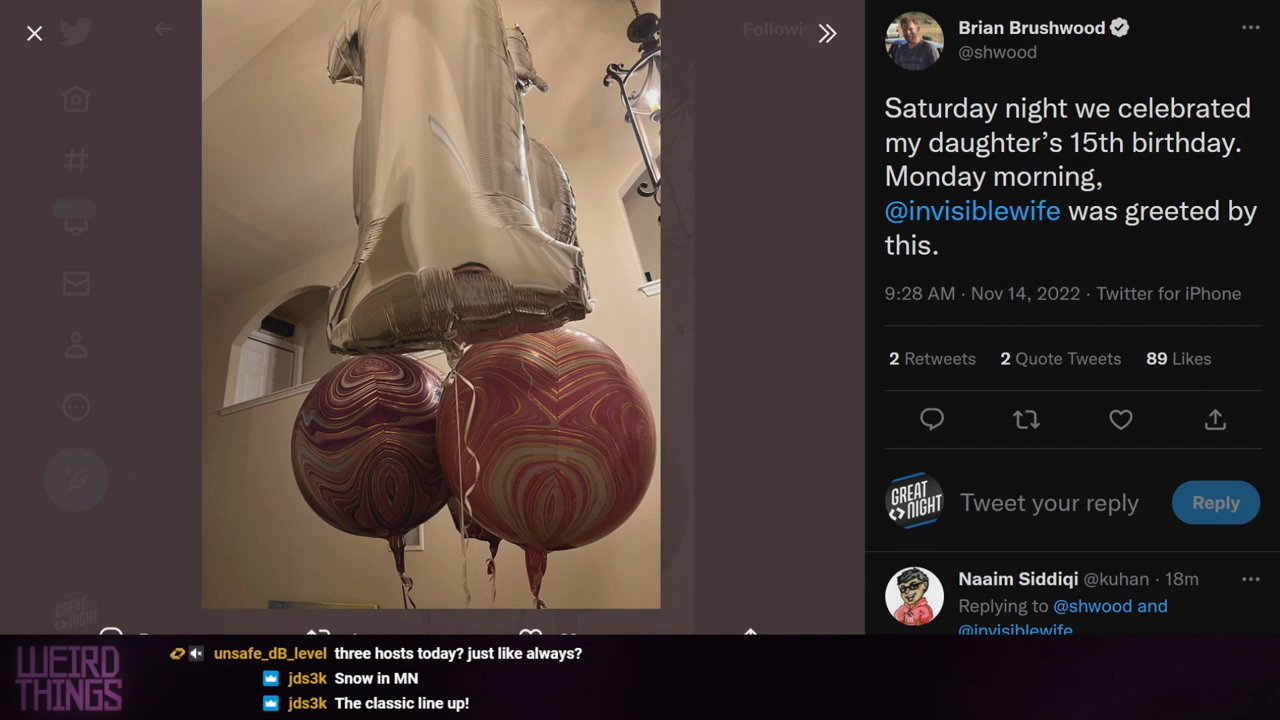 Followi
Brian Brushwood
@shwood
Saturday night we celebrated
my daughter’s 15th birthday.
Monday morning,
@invisiblewife was greeted by
this.
9:28 AM · Nov 14, 2022 · Twitter for iPhone
2 Retweets 2 Quote Tweets 89 Likes
GREAT NIGHT
Tweet your reply
Reply
Naaim Siddiqi @kuhan · 18m
Replying to @shwood and
@invisiblewife
GREAT
NIGHT
WEIRD
THINGS
unsafe_dB_level three hosts today? just like always?
jds3k Snow in MN
jds3k The classic line up!